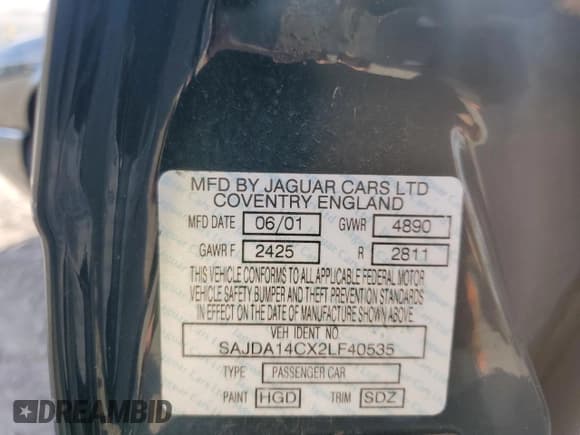 MFD BY JAGUAR CARS LTD
COVENTRY ENGLAND
MFD DATE 06/01 GVWR 4890
GAWR F 2425 R 2811
THIS VEHICLE CONFORMS TO ALL APPLICABLE FEDERAL MOTOR
VEHICLE SAFETY BUMPER AND THEFT PREVENTION STANDARDS
IN EFFECT ON THE DATE OF MANUFACTURE SHOWN ABOVE.
VEH IDENT NO.
SAJDA14CX2LF40535
TYPE PASSENGER CAR
PAINT HGD TRIM SDZ
DREAMBID